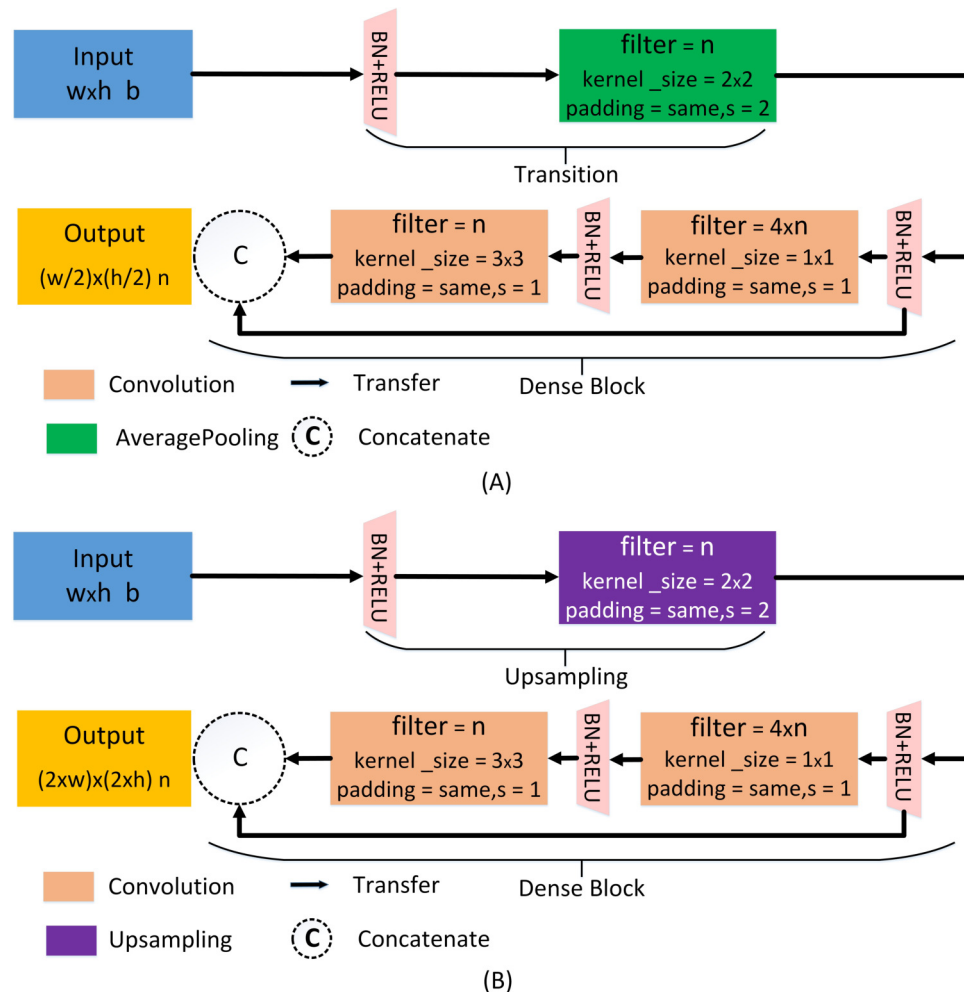 Input
wxh b
BN+RELU
filter = n
kernel _size = 2x2
padding = same,s = 2
Transition
Output
(w/2)x(h/2) n
C
filter = n
kernel _size = 3x3
padding = same,s = 1
BN+RELU
filter = 4xn
kernel _size = 1x1
padding = same,s = 1
BN+RELU
Dense Block
Convolution
Transfer
AveragePooling
C
Concatenate
(A)
Input
wxh b
BN+RELU
filter = n
kernel _size = 2x2
padding = same,s = 2
Upsampling
Output
(2xw)x(2xh) n
C
filter = n
kernel _size = 3x3
padding = same,s = 1
BN+RELU
filter = 4xn
kernel _size = 1x1
padding = same,s = 1
BN+RELU
Dense Block
Convolution
Transfer
Upsampling
C
Concatenate
(B)